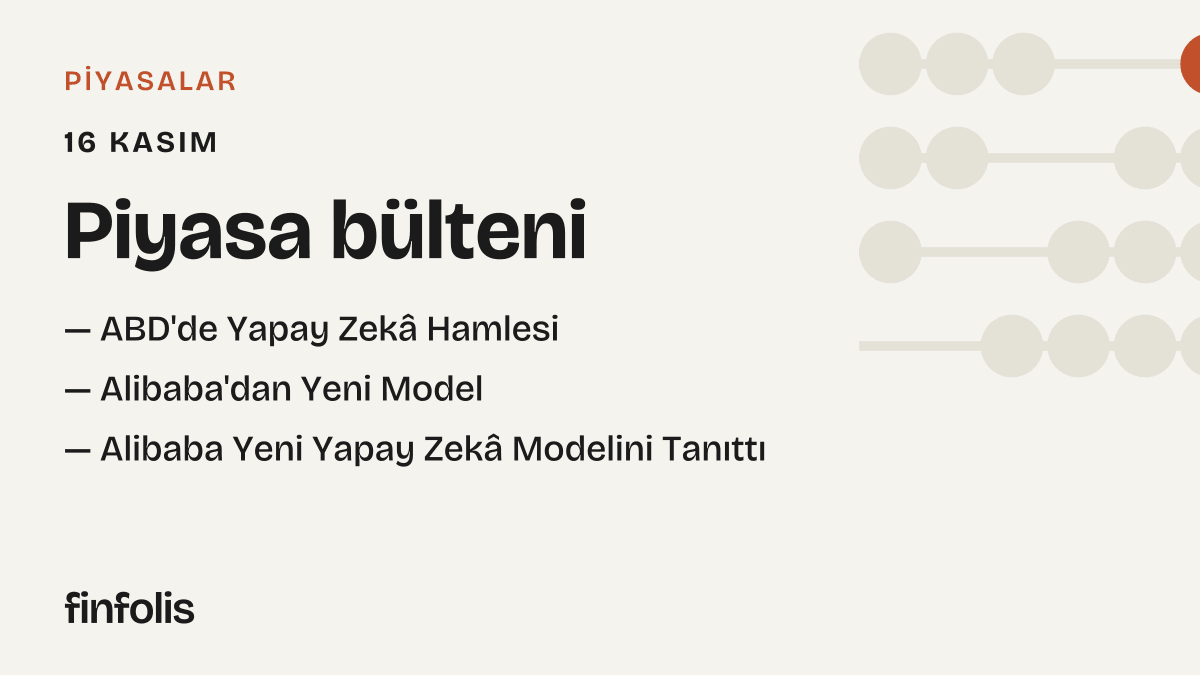 PİYASALAR
16 KASIM
Piyasa bülteni
— ABD'de Yapay Zekâ Hamlesi
— Alibaba'dan Yeni Model
— Alibaba Yeni Yapay Zekâ Modelini Tanıttı
finfolis